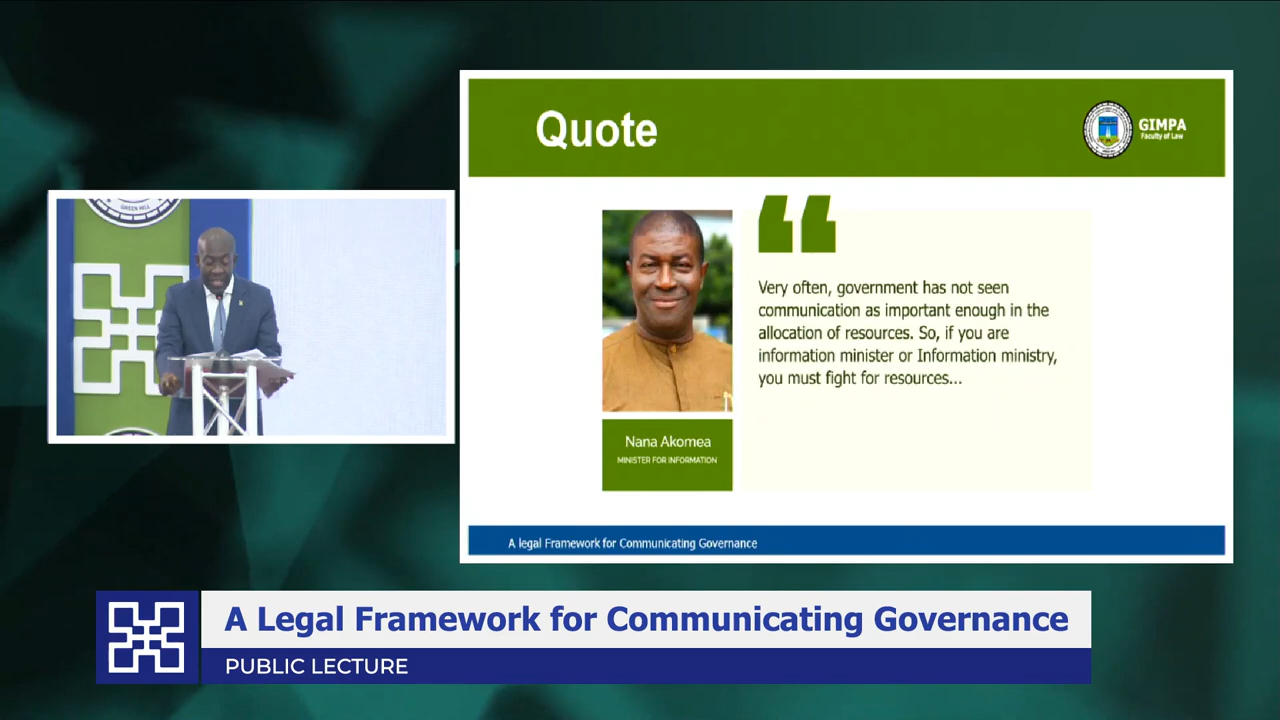 Quote
GIMPA
Faculty of Law
GREEN HILL
Very often, government has not seen
communication as important enough in the
allocation of resources. So, if you are
information minister or Information ministry,
you must fight for resources...
Nana Akomea
MINISTER FOR INFORMATION
A legal Framework for Communicating Governance
A Legal Framework for Communicating Governance
PUBLIC LECTURE